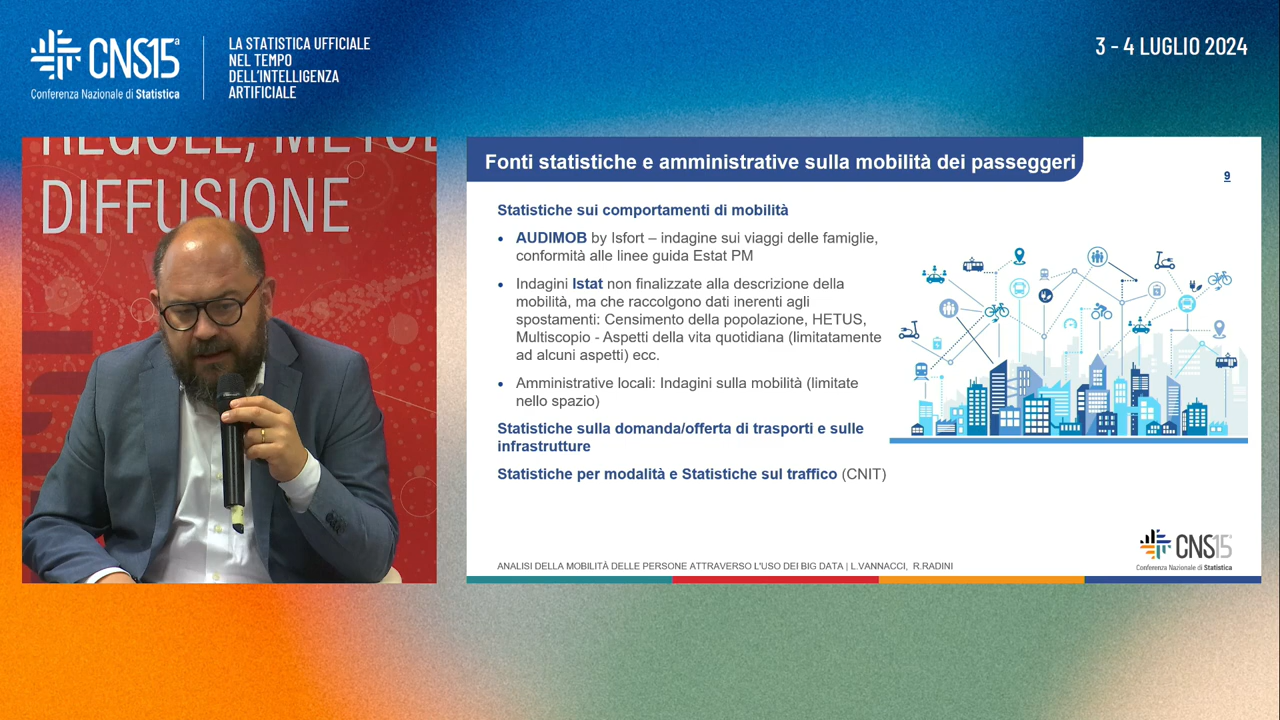 CNS15ª
Conferenza Nazionale di Statistica
LA STATISTICA UFFICIALE
NEL TEMPO
DELL'INTELLIGENZA
ARTIFICIALE
3 - 4 LUGLIO 2024
REGOLE, METODI
DIFFUSIONE
Fonti statistiche e amministrative sulla mobilità dei passeggeri
9
Statistiche sui comportamenti di mobilità
• AUDIMOB by Isfort – indagine sui viaggi delle famiglie,
conformità alle linee guida Estat PM
• Indagini Istat non finalizzate alla descrizione della
mobilità, ma che raccolgono dati inerenti agli
spostamenti: Censimento della popolazione, HETUS,
Multiscopio - Aspetti della vita quotidiana (limitatamente
ad alcuni aspetti) ecc.
• Amministrative locali: Indagini sulla mobilità (limitate
nello spazio)
Statistiche sulla domanda/offerta di trasporti e sulle
infrastrutture
Statistiche per modalità e Statistiche sul traffico (CNIT)
CNS15ª
Conferenza Nazionale di Statistica
ANALISI DELLA MOBILITÀ DELLE PERSONE ATTRAVERSO L'USO DEI BIG DATA | L.VANNACCI, R.RADINI